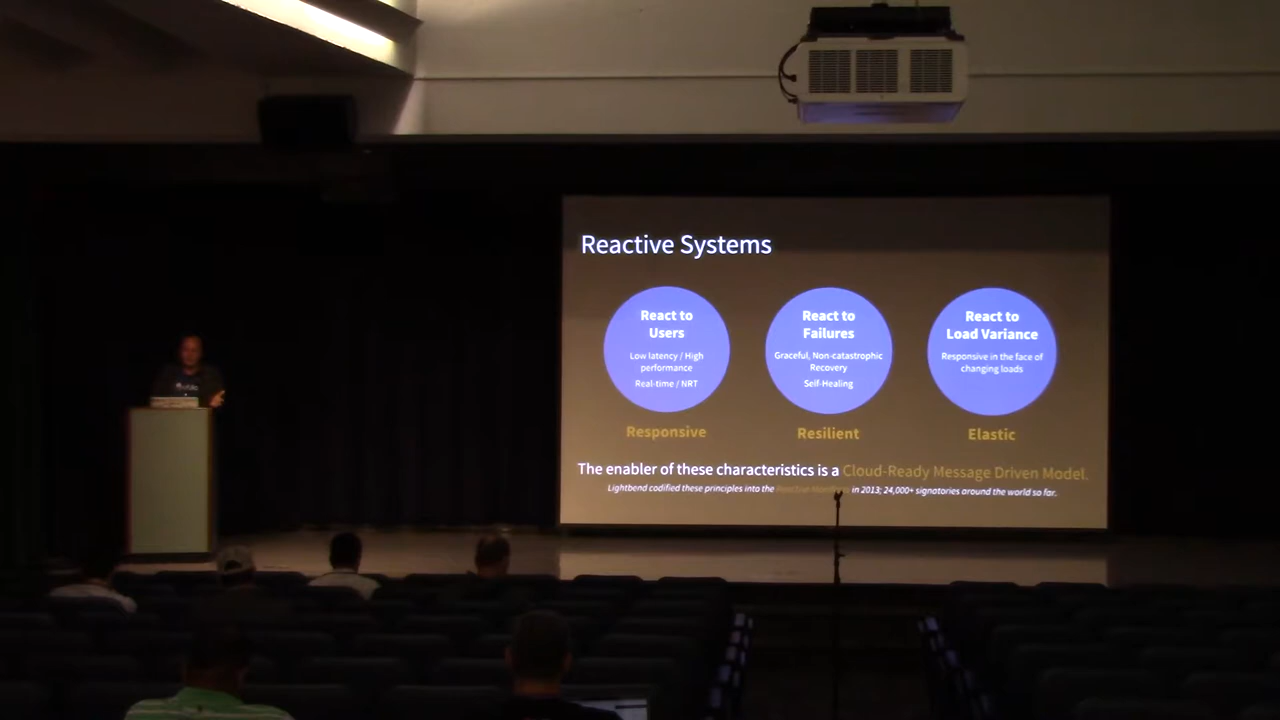 Reactive Systems
React to
Users
Low latency / High
performance
Real-time / NRT
Responsive
React to
Failures
Graceful, Non-catastrophic
Recovery
Self-Healing
Resilient
React to
Load Variance
Responsive in the face of
changing loads
Elastic
The enabler of these characteristics is a Cloud-Ready Message Driven Model.
Lightbend codified these principles into the Reactive in 2013; 24,000+ signatories around the world so far.